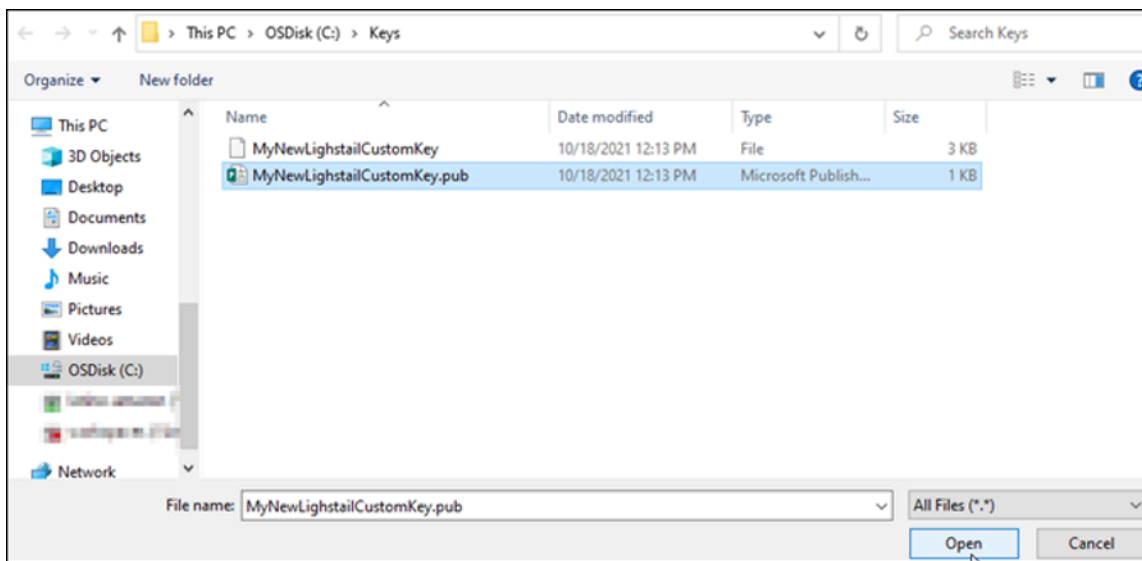 This PC > OSDisk (C:) > Keys
Search Keys
Organize New folder
Name Date modified Type Size
This PC
MyNewLighstailCustomKey 10/18/2021 12:13 PM File 3 KB
3D Objects
MyNewLighstailCustomKey.pub 10/18/2021 12:13 PM Microsoft Publish... 1 KB
Desktop
Documents
Downloads
Music
Pictures
Videos
OSDisk (C:)
Network
File name: MyNewLighstailCustomKey.pub All Files (*.*)
Open Cancel